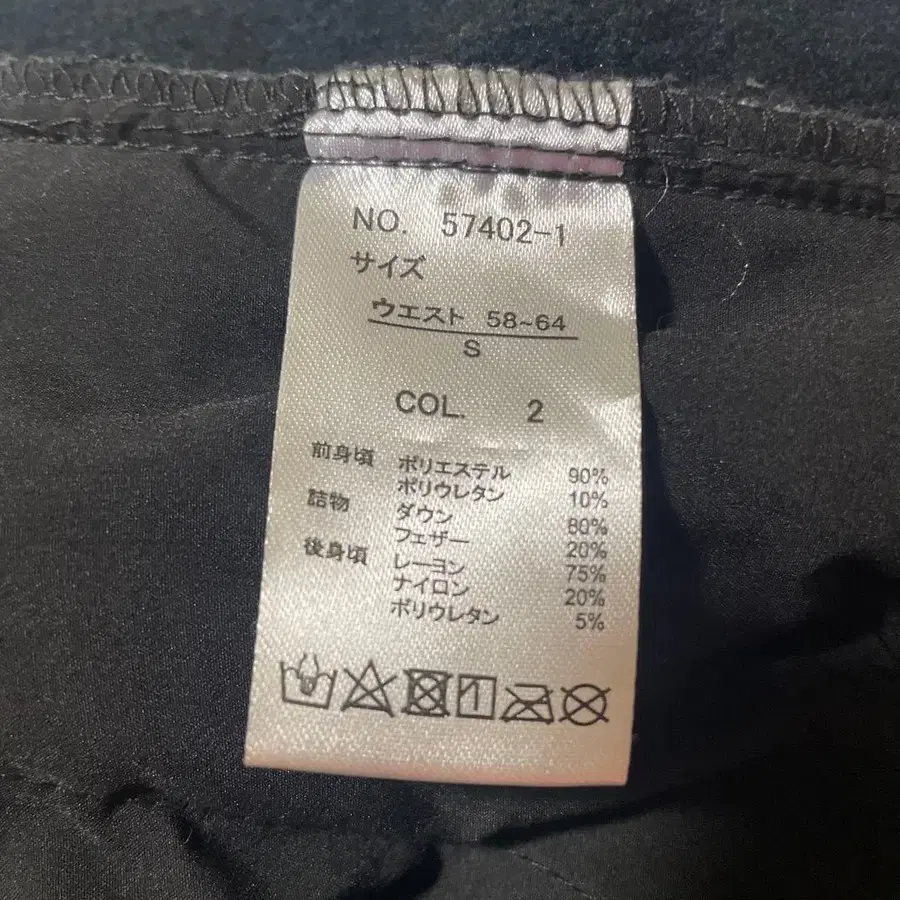 NO. 57402-1
サイズ
ウエスト 58~64
S
COL. 2
前身頃 ポリエステル 90%
ポリウレタン 10%
詰物 ダウン 80%
フェザー 20%
後身頃 レーヨン 75%
ナイロン 20%
ポリウレタン 5%